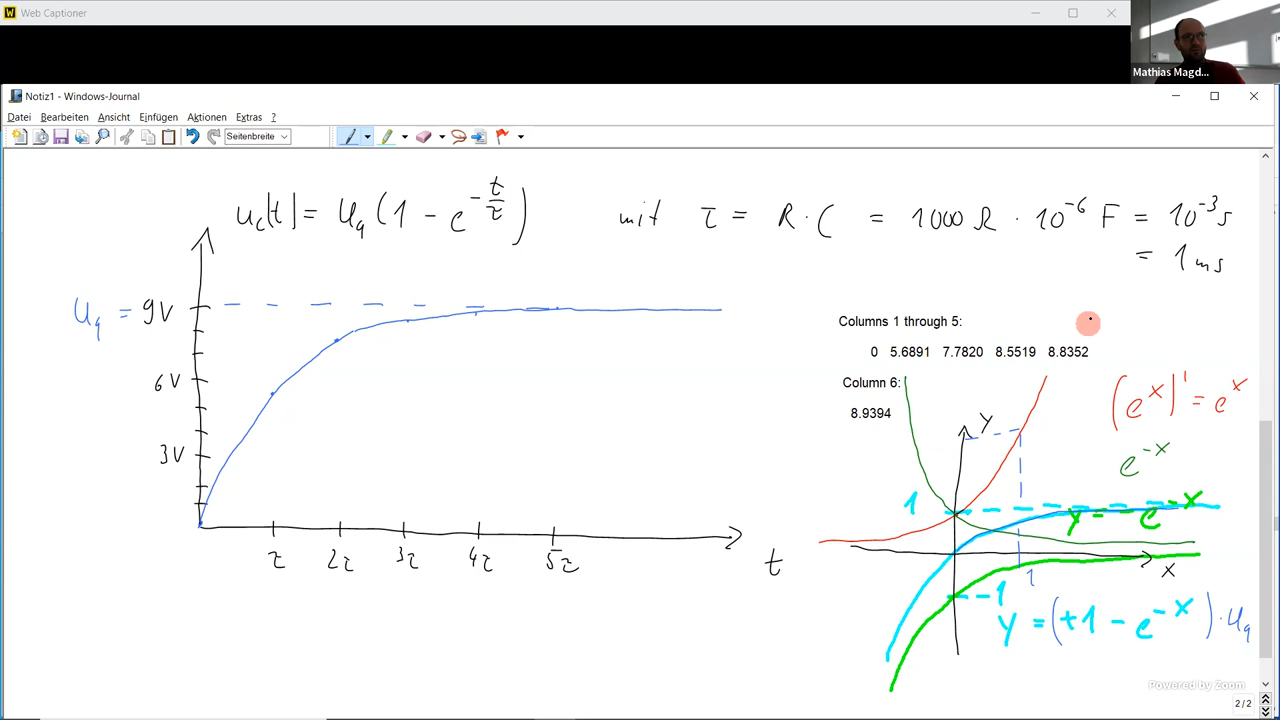 Web Captioner
Mathias Magd...
Notiz1 - Windows-Journal
Datei Bearbeiten Ansicht Einfügen Aktionen Extras ?
Seitenbreite
u_c(t) = U_q (1 - e^{-t/τ}) mit τ = R · C = 1000 Ω · 10^{-6} F = 10^{-3} s
= 1 ms
U_q = 9V
6V
3V
τ 2τ 3τ 4τ 5τ t
Columns 1 through 5:
0 5.6891 7.7820 8.5519 8.8352
Column 6:
8.9394
(e^x)' = e^x
e^{-x}
y
1
y = -e^{-x}
x
1
-1
y = (+1 - e^{-x}) · U_q
Powered by Zoom
2 / 2